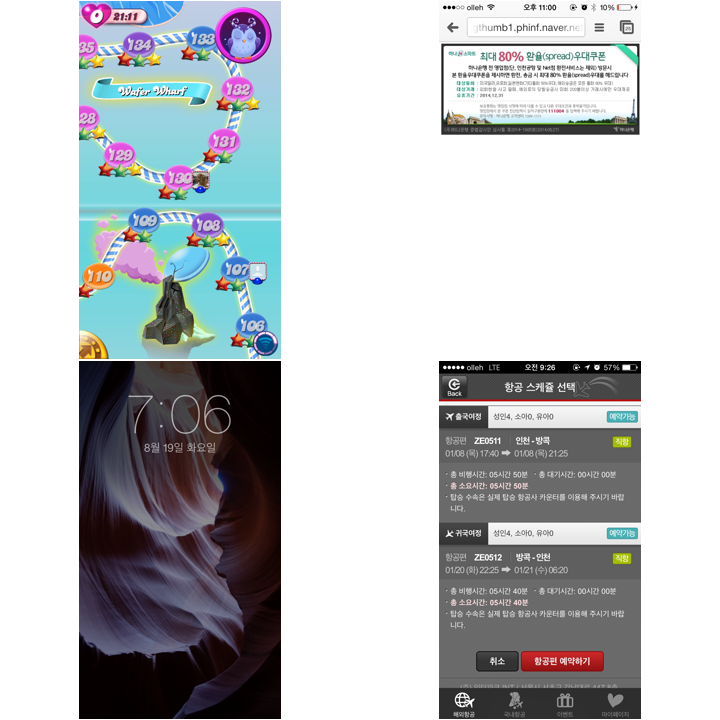 21:11
0
135
134
133
Wafer Wharf
132
128
129
131
130
109
108
110
107
106
olleh
오후 11:00
10%
gthumb1.phinf.naver.net
26
최대 80% 환율(spread)우대쿠폰
2014.12.31
111004
하나은행
7:06
8월 19일 화요일
olleh LTE
오전 9:26
57%
Back
항공 스케쥴 선택
출국여정
성인4, 소아0, 유아0
예약가능
항공편 ZE0511
인천 - 방콕
직항
01/08 (목) 17:40
01/08 (목) 21:25
- 총 비행시간: 05시간 50분 - 총 대기시간: 00시간 00분
- 총 소요시간: 05시간 50분
- 탑승 수속은 실제 탑승 항공사 카운터를 이용해 주시기 바랍
니다.
귀국여정
성인4, 소아0, 유아0
예약가능
항공편 ZE0512
방콕 - 인천
직항
01/20 (화) 22:25
01/21 (수) 06:20
- 총 비행시간: 05시간 40분 - 총 대기시간: 00시간 00분
- 총 소요시간: 05시간 40분
- 탑승 수속은 실제 탑승 항공사 카운터를 이용해 주시기 바랍
니다.
취소
항공편 예약하기
해외항공
국내항공
이벤트
마이페이지